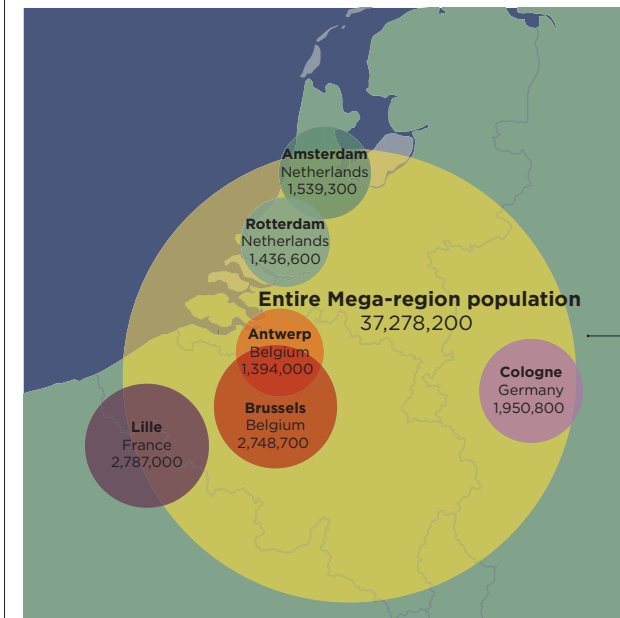 Amsterdam
Netherlands
1,539,300
Rotterdam
Netherlands
1,436,600
Entire Mega-region population
37,278,200
Antwerp
Belgium
1,394,000
Cologne
Germany
1,950,800
Brussels
Belgium
2,748,700
Lille
France
2,787,000